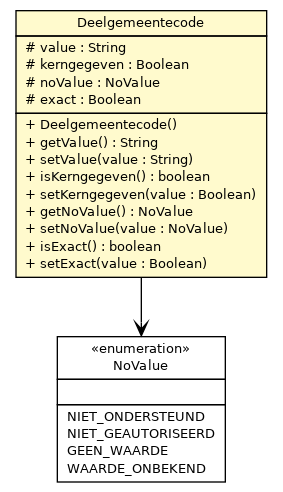 Deelgemeentecode
# value : String
# kerngegeven : Boolean
# noValue : NoValue
# exact : Boolean
+ Deelgemeentecode()
+ getValue() : String
+ setValue(value : String)
+ isKerngegeven() : boolean
+ setKerngegeven(value : Boolean)
+ getNoValue() : NoValue
+ setNoValue(value : NoValue)
+ isExact() : boolean
+ setExact(value : Boolean)
«enumeration»
NoValue
NIET_ONDERSTEUND
NIET_GEAUTORISEERD
GEEN_WAARDE
WAARDE_ONBEKEND